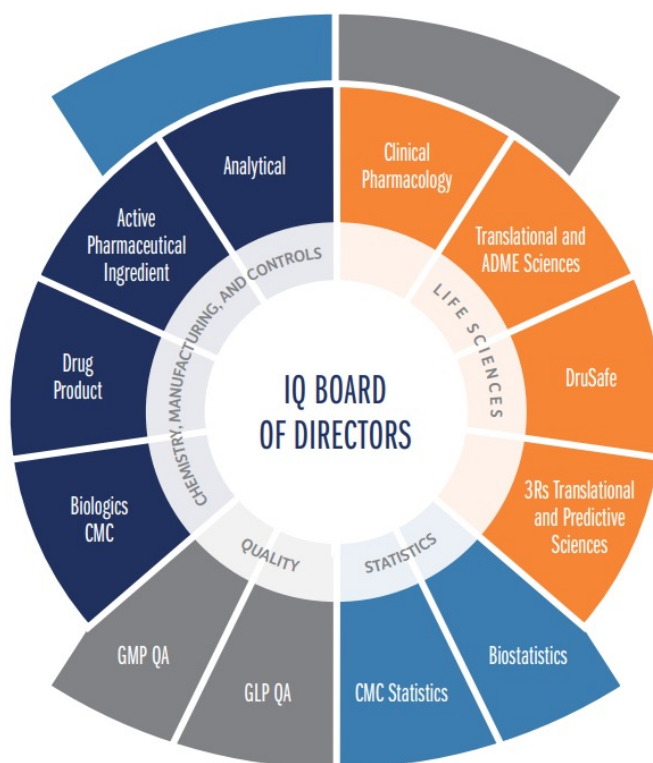 IQ BOARD
OF DIRECTORS
CHEMISTRY, MANUFACTURING, AND CONTROLS
Analytical
Active
Pharmaceutical
Ingredient
Drug
Product
Biologics
CMC
LIFE SCIENCES
Clinical
Pharmacology
Translational and
ADME Sciences
DruSafe
3Rs Translational
and Predictive
Sciences
STATISTICS
Biostatistics
CMC Statistics
QUALITY
GLP QA
GMP QA